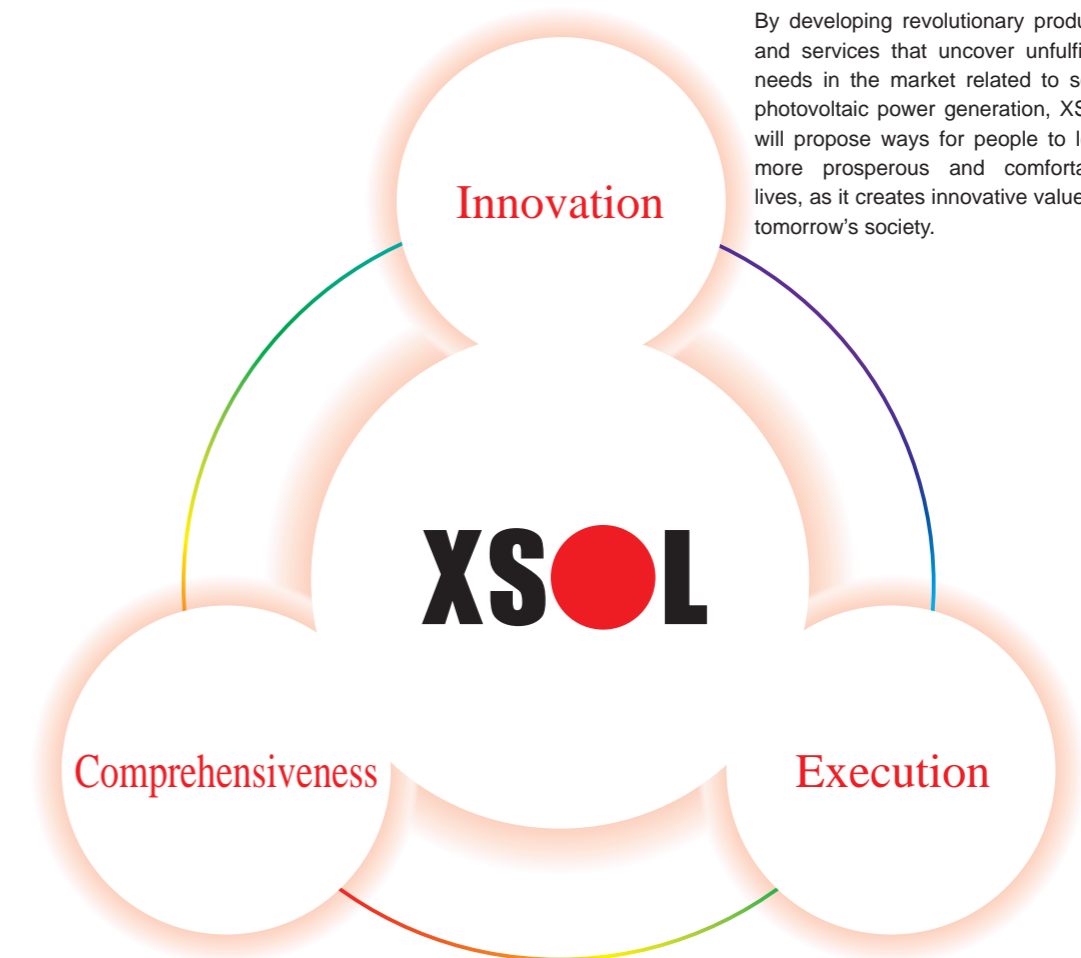 By developing revolutionary
and services that uncover
needs in the market related to
photovoltaic power generation,
will propose ways for people to
more prosperous and
lives, as it creates innovative value
tomorrow's society.
Innovation
XSOL
Comprehensiveness
Execution